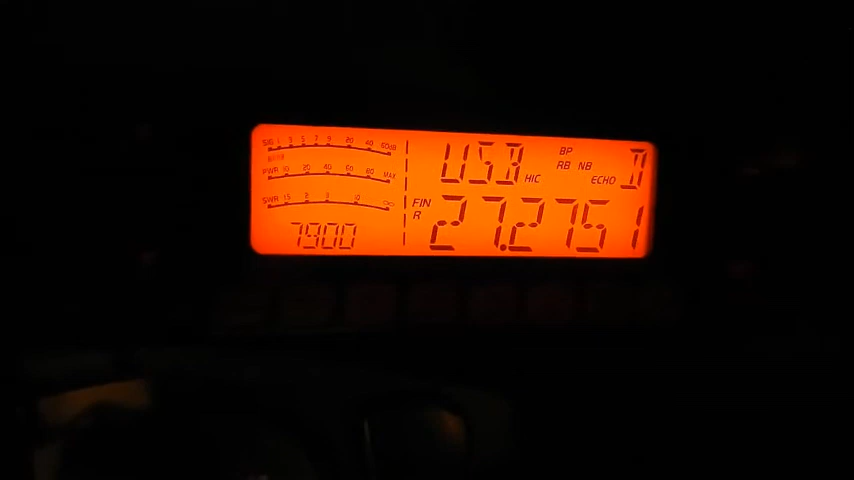 SIG 1 3 5 7 9 20 40 60dB
PWR 10 20 40 60 80 MAX
SWR 1.5 2 3 10 ∞
7900
USB HIC BP
RB NB
ECHO D
FIN
R
27.2751